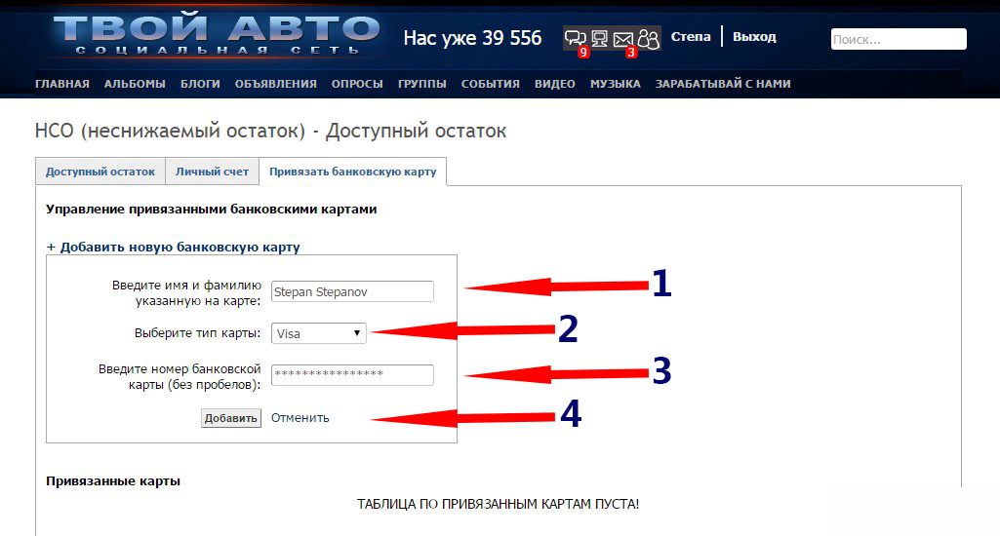 ТВОЙ АВТО
СОЦИАЛЬНАЯ СЕТЬ
Нас уже 39 556
9
3
Степа
Выход
Поиск...
ГЛАВНАЯ АЛЬБОМЫ БЛОГИ ОБЪЯВЛЕНИЯ ОПРОСЫ ГРУППЫ СОБЫТИЯ ВИДЕО МУЗЫКА ЗАРАБАТЫВАЙ С НАМИ
НСО (неснижаемый остаток) - Доступный остаток
Доступный остаток Личный счет Привязать банковскую карту
Управление привязанными банковскими картами
+ Добавить новую банковскую карту
Введите имя и фамилию
указанную на карте:
Stepan Stepanov
1
Выберите тип карты: Visa
2
Введите номер банковской
карты (без пробелов):
****************
3
Добавить Отменить
4
Привязанные карты
ТАБЛИЦА ПО ПРИВЯЗАННЫМ КАРТАМ ПУСТА!